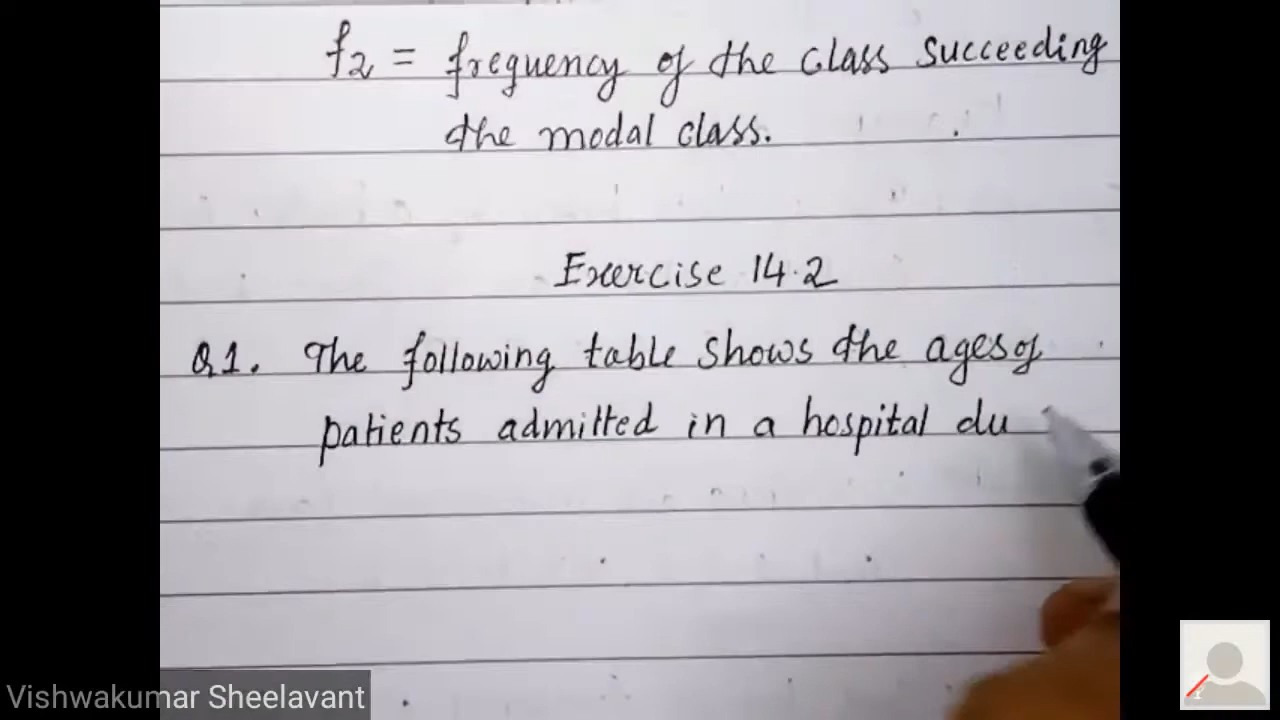 f2 = frequency of the class succeeding
the modal class.
Exercise 14.2
Q1. The following table shows the ages of
patients admitted in a hospital du
Vishwakumar Sheelavant